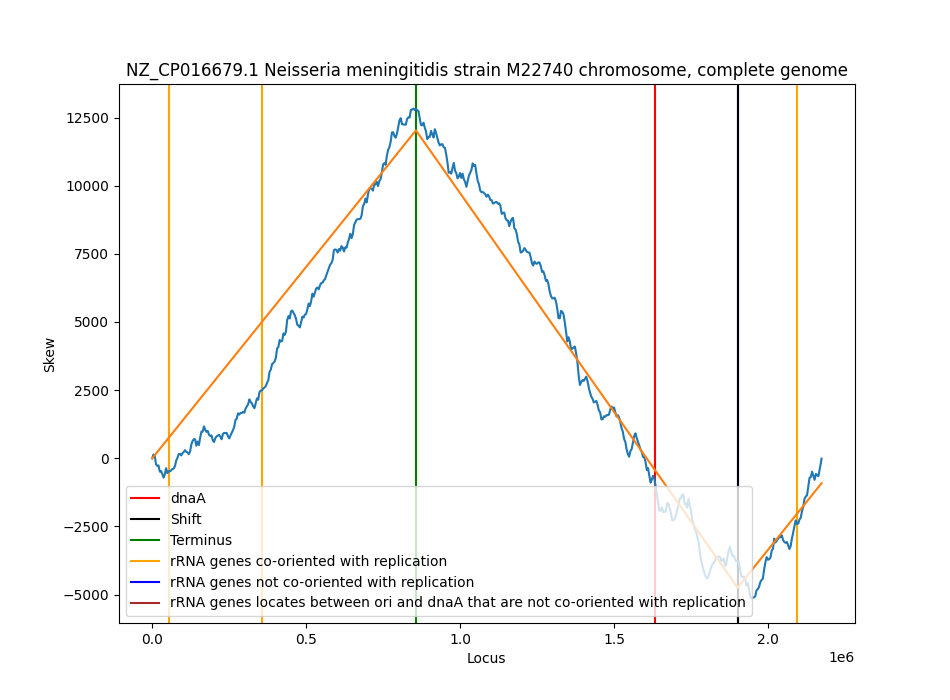 NZ_CP016679.1 Neisseria meningitidis strain M22740 chromosome, complete genome
12500
10000
7500
5000
2500
0
−2500
−5000
Skew
dnaA
Shift
Terminus
rRNA genes co-oriented with replication
rRNA genes not co-oriented with replication
rRNA genes locates between ori and dnaA that are not co-oriented with replication
0.0 0.5 1.0 1.5 2.0
1e6
Locus